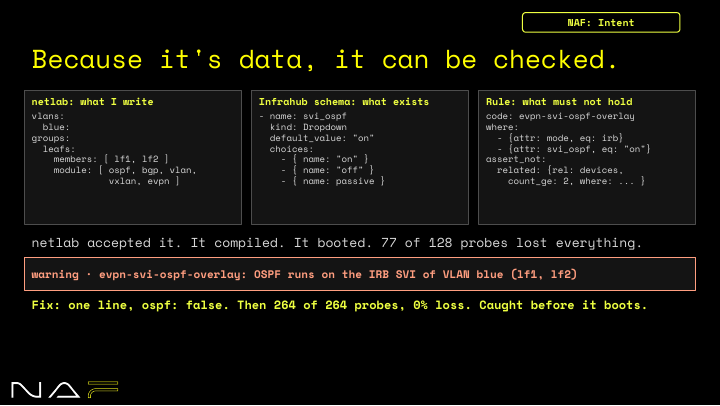 NAF: Intent
Because it's data, it can be checked.
netlab: what I write
vlans:
  blue:
groups:
  leafs:
    members: [ lf1, lf2 ]
    module: [ ospf, bgp, vlan,
              vxlan, evpn ]
Infrahub schema: what exists
- name: svi_ospf
  kind: Dropdown
  default_value: "on"
  choices:
    - { name: "on" }
    - { name: "off" }
    - { name: passive }
Rule: what must not hold
code: evpn-svi-ospf-overlay
where:
  - {attr: mode, eq: irb}
  - {attr: svi_ospf, eq: "on"}
assert_not:
  related: {rel: devices,
    count_ge: 2, where: ... }
netlab accepted it. It compiled. It booted. 77 of 128 probes lost everything.
warning · evpn-svi-ospf-overlay: OSPF runs on the IRB SVI of VLAN blue (lf1, lf2)
Fix: one line, ospf: false. Then 264 of 264 probes, 0% loss. Caught before it boots.
NAF